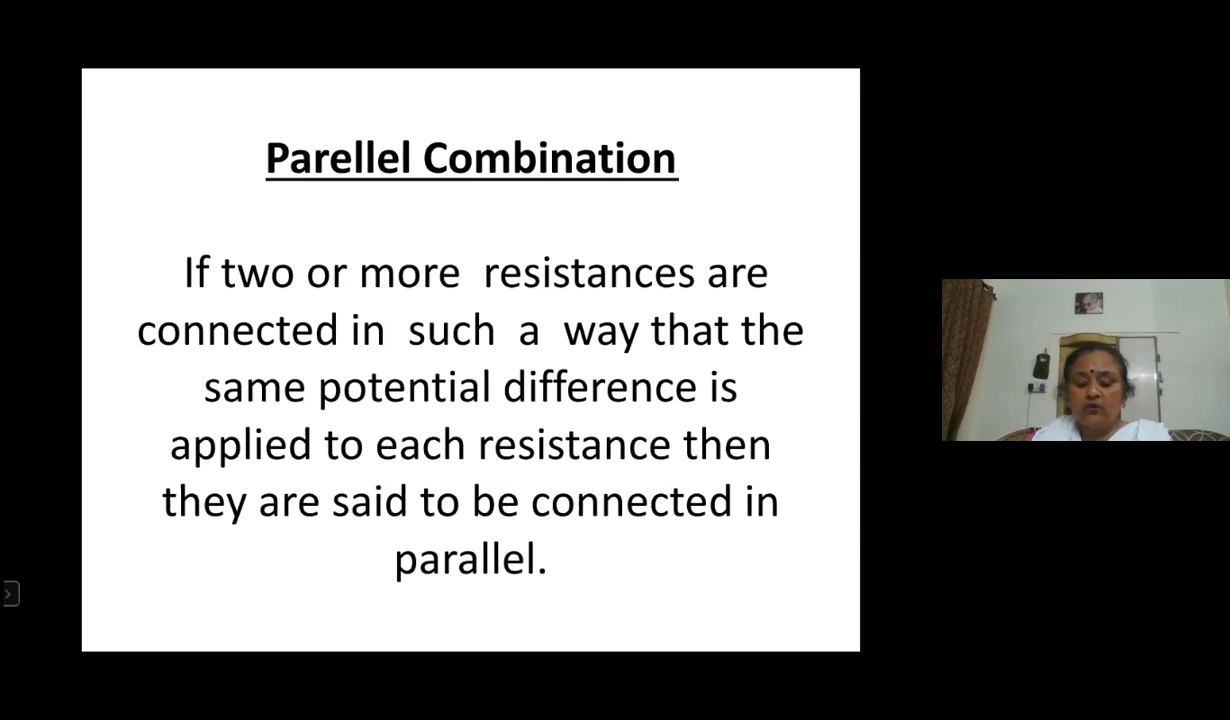 Parellel Combination
If two or more resistances are
connected in such a way that the
same potential difference is
applied to each resistance then
they are said to be connected in
parallel.